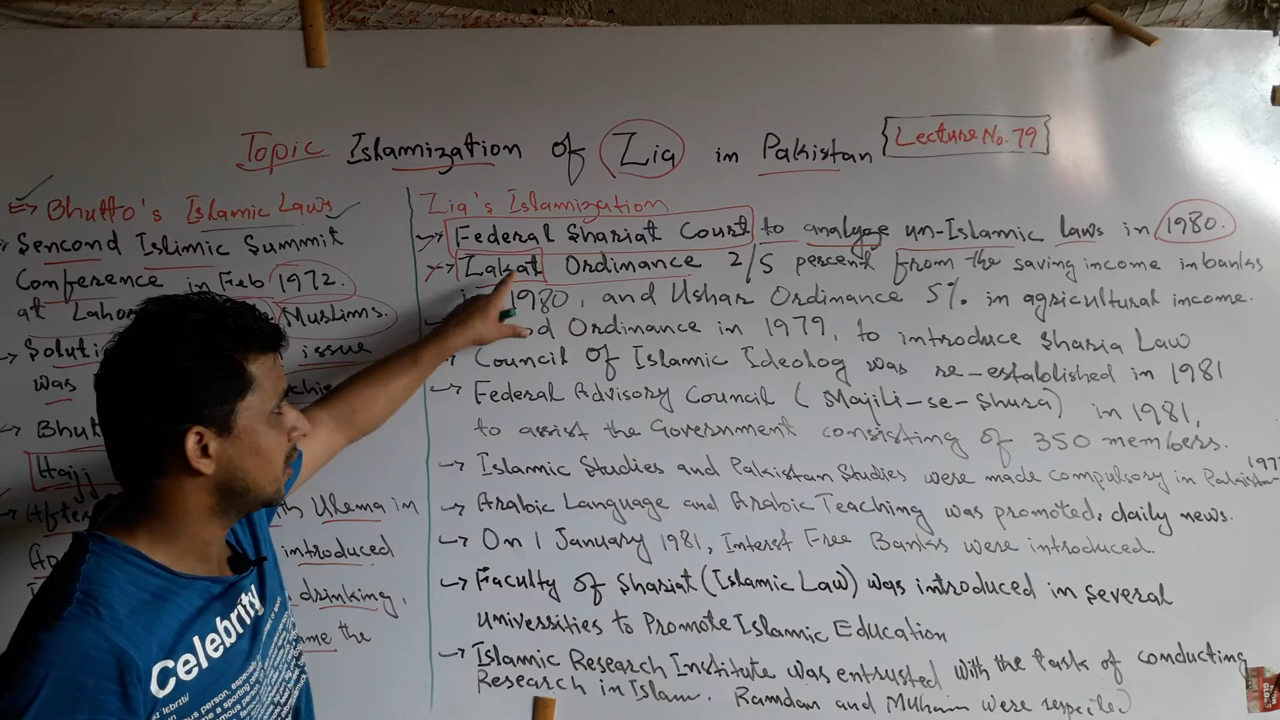 Topic Islamization of Zia in Pakistan
Lecture No. 79
⇒ Bhutto's Islamic Laws
→ Sencond Islimic Summit
Conference in Feb 1972.
at Lahor Muslims.
→ Soluti issue
was
→ Bhut
Hajj
→ After Ulema in
introduced
drinking,
the
Zia's Islamization
→ Federal Shariat Court to analyze un-Islamic laws in 1980.
→ Zakat Ordinance 2/5 percent from the saving income in banks
1980, and Ushar Ordinance 5% in agricultural income.
Ordinance in 1979, to introduce Sharia Law
→ Council of Islamic Ideolog was re-established in 1981
→ Federal Advisory Council (Majili-se-Shura) in 1981,
to assist the Government consisting of 350 members.
→ Islamic Studies and Pakistan Studies were made compulsory in Pakistan
→ Arabic Language and Arabic Teaching was promoted, daily news.
→ On 1 January 1981, Interest Free Banks were introduced.
→ Faculty of Shariat (Islamic Law) was introduced in several
universities to Promote Islamic Education
→ Islamic Research Institute was entrusted with the task of conducting
Research in Islam. Ramdan and were
Celebrity